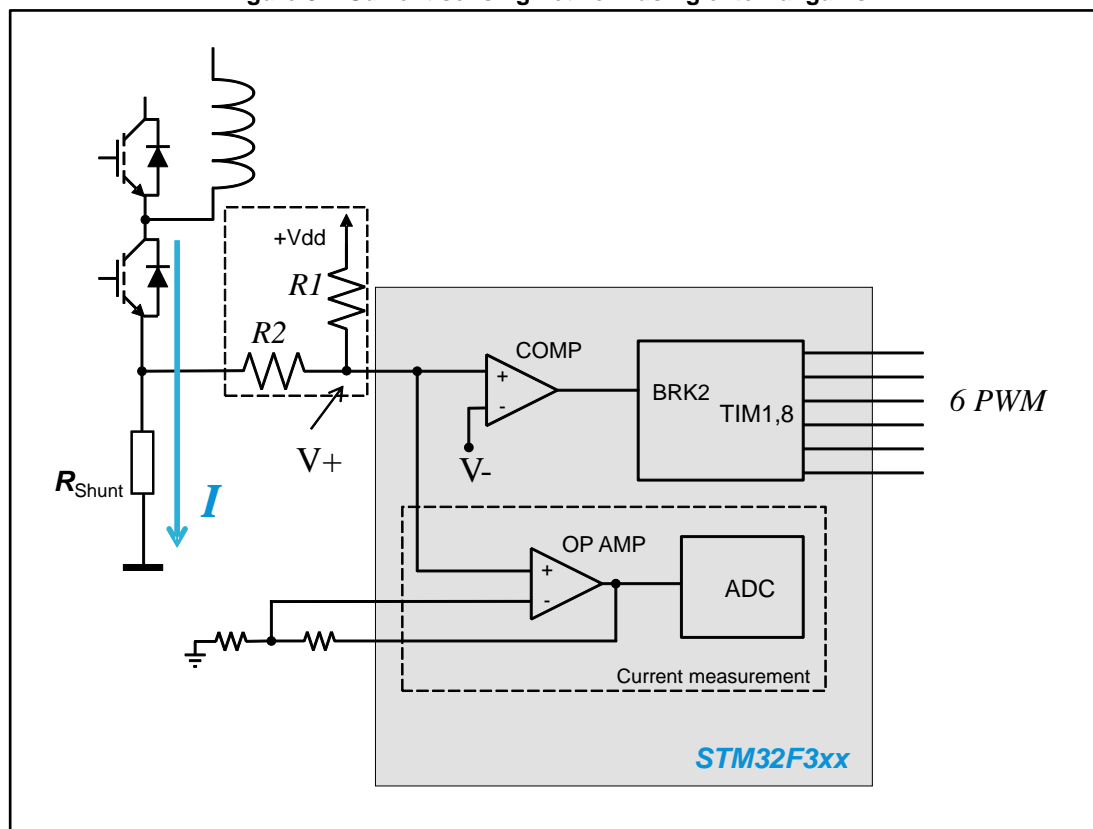 +Vdd
R1
R2
COMP
+
-
BRK2
TIM1,8
6 PWM
V+
V-
RShunt
I
OP AMP
+
-
ADC
Current measurement
STM32F3xx